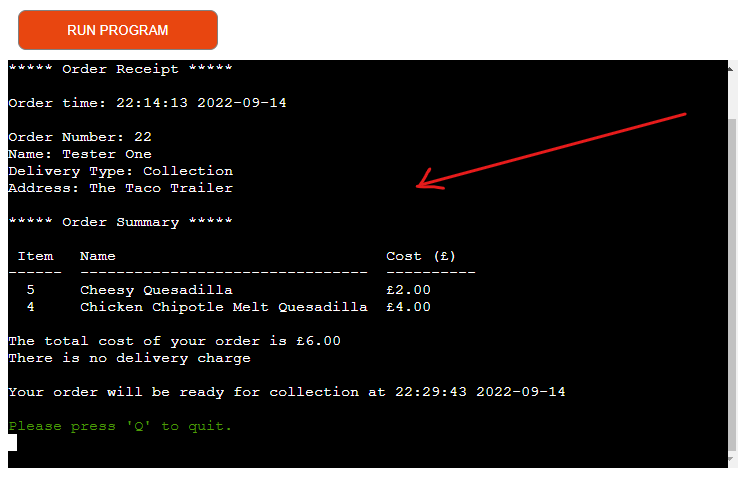 RUN PROGRAM
***** Order Receipt *****
Order time: 22:14:13 2022-09-14
Order Number: 22
Name: Tester One
Delivery Type: Collection
Address: The Taco Trailer
***** Order Summary *****
Item   Name                              Cost (£)
------  --------------------------------  ----------
5     Cheesy Quesadilla                 £2.00
4     Chicken Chipotle Melt Quesadilla  £4.00
The total cost of your order is £6.00
There is no delivery charge
Your order will be ready for collection at 22:29:43 2022-09-14
Please press 'Q' to quit.